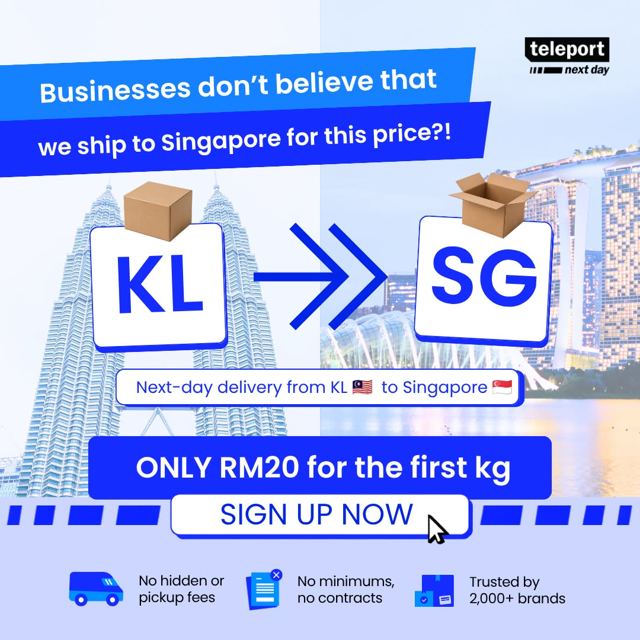 teleport
next day
Businesses don’t believe that
we ship to Singapore for this price?!
KL
SG
Next-day delivery from KL 🇲🇾 to Singapore 🇸🇬
ONLY RM20 for the first kg
SIGN UP NOW
No hidden or
pickup fees
No minimums,
no contracts
Trusted by
2,000+ brands